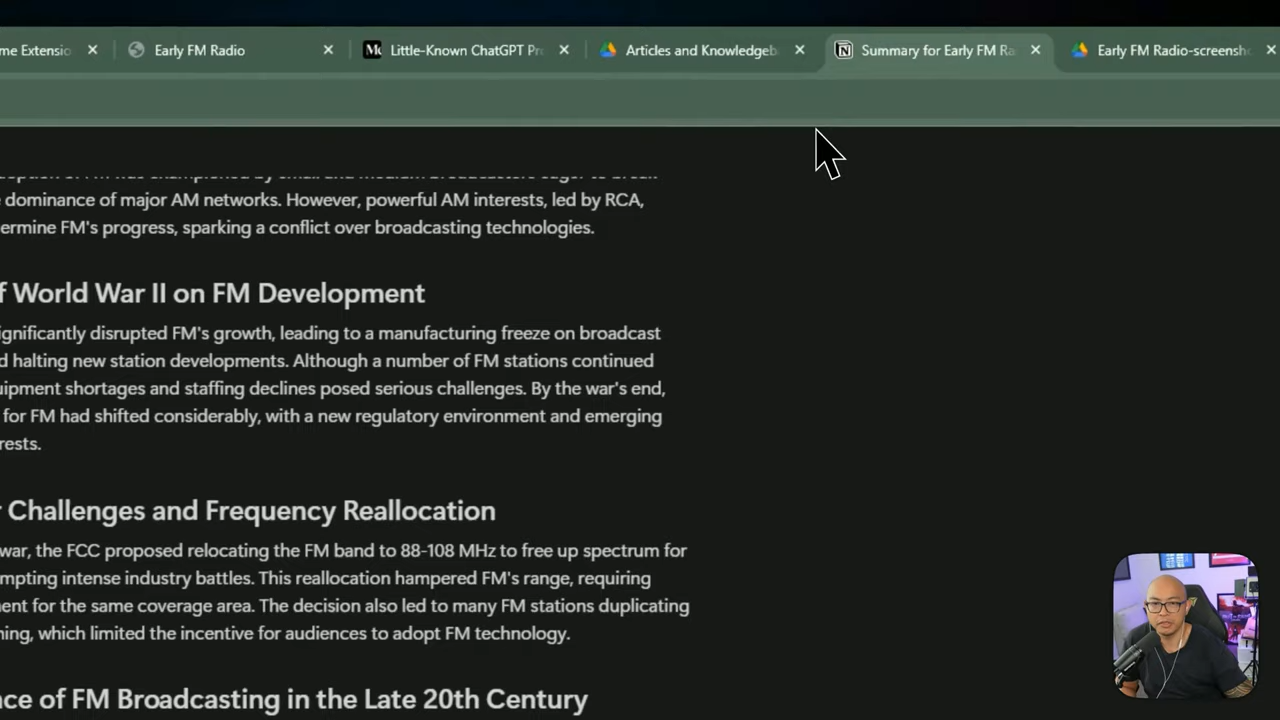 me Extensio
Early FM Radio
Little-Known ChatGPT Pr
Articles and Knowledgeb
Summary for Early FM Ra
Early FM Radio-screensh
dominance of major AM networks. However, powerful AM interests, led by RCA,
ermine FM's progress, sparking a conflict over broadcasting technologies.
f World War II on FM Development
ignificantly disrupted FM's growth, leading to a manufacturing freeze on broadcast
d halting new station developments. Although a number of FM stations continued
uipment shortages and staffing declines posed serious challenges. By the war's end,
for FM had shifted considerably, with a new regulatory environment and emerging
rests.
r Challenges and Frequency Reallocation
war, the FCC proposed relocating the FM band to 88-108 MHz to free up spectrum for
mpting intense industry battles. This reallocation hampered FM's range, requiring
ent for the same coverage area. The decision also led to many FM stations duplicating
ning, which limited the incentive for audiences to adopt FM technology.
nce of FM Broadcasting in the Late 20th Century